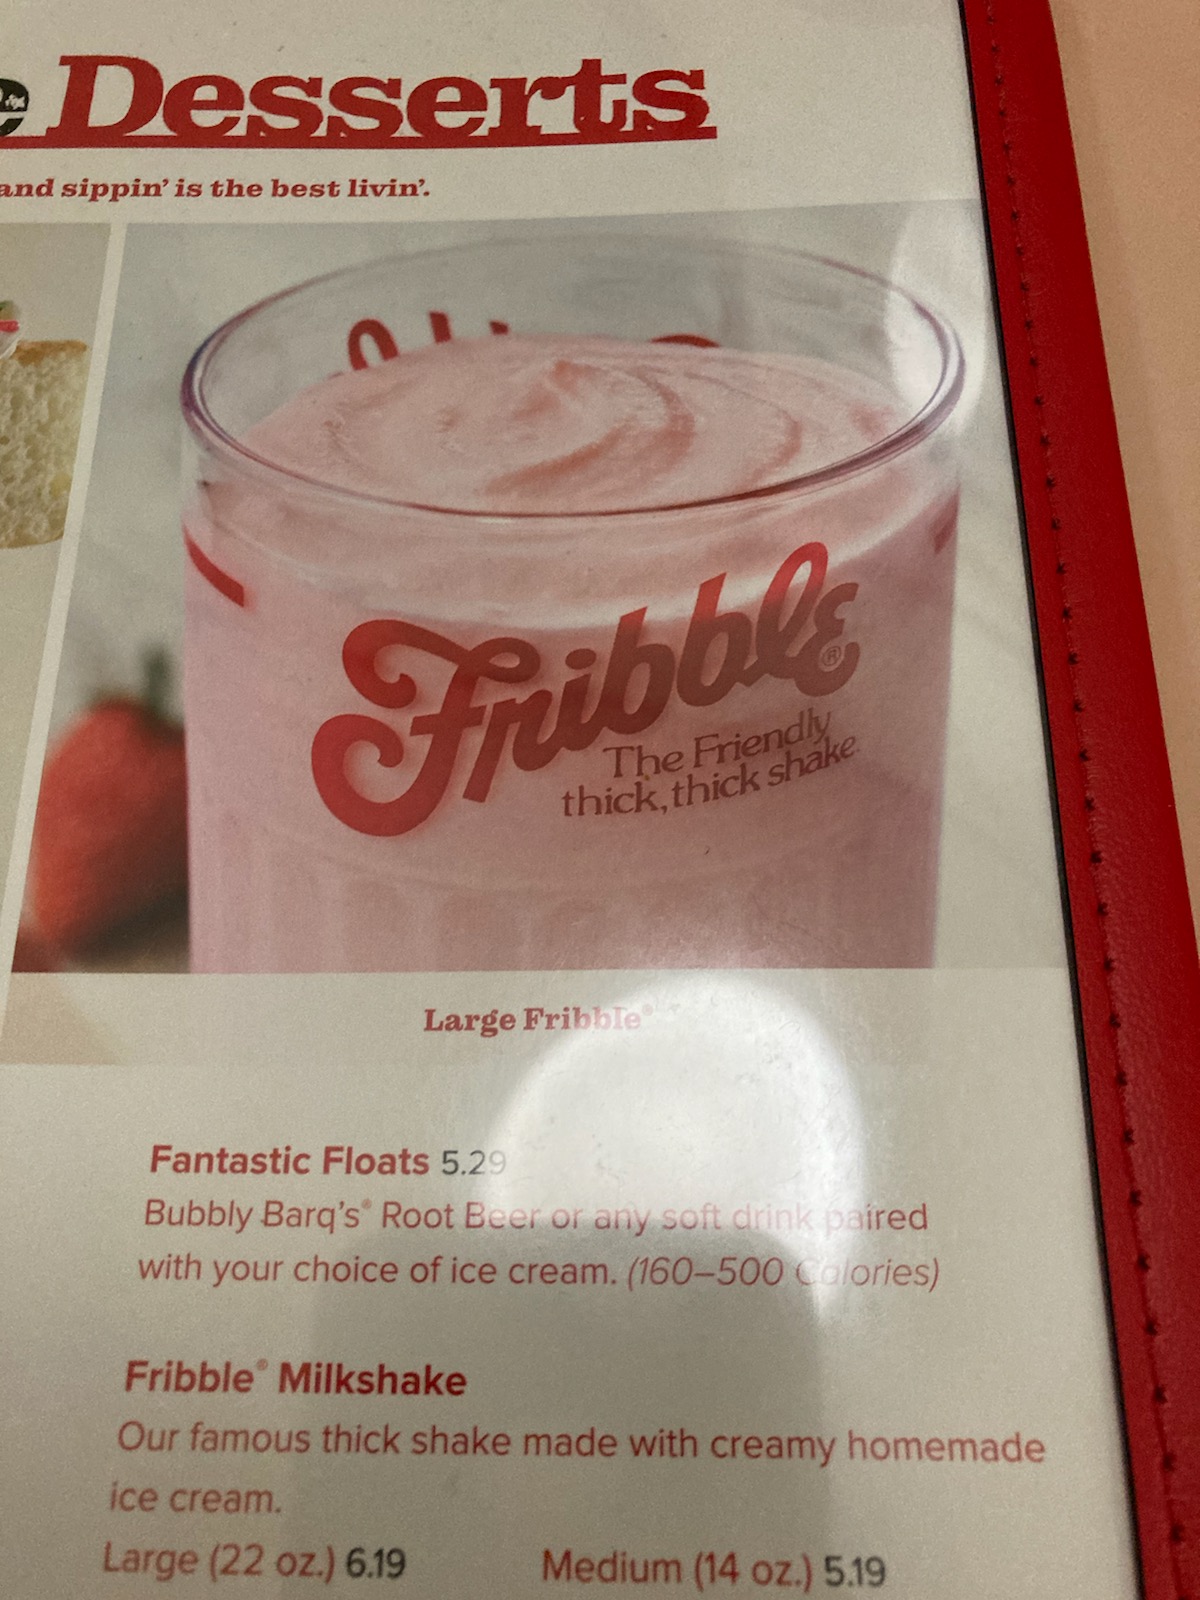 Desserts
and sippin' is the best livin'.
Fribble®
The Friendly
thick, thick shake.
Large Fribble®
Fantastic Floats 5.29
Bubbly Barq's® Root Beer or any soft drink paired
with your choice of ice cream. (160–500 Calories)
Fribble® Milkshake
Our famous thick shake made with creamy homemade
ice cream.
Large (22 oz.) 6.19 Medium (14 oz.) 5.19